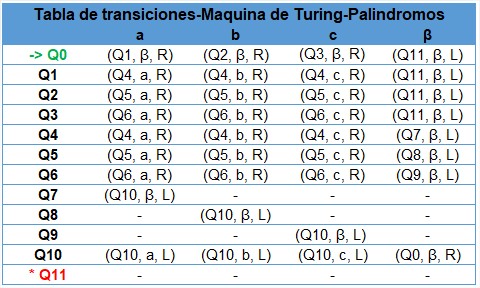 Tabla de transiciones-Maquina de Turing-Palindromos
a b c β
-> Q0 (Q1, β, R) (Q2, β, R) (Q3, β, R) (Q11, β, L)
Q1 (Q4, a, R) (Q4, b, R) (Q4, c, R) (Q11, β, L)
Q2 (Q5, a, R) (Q5, b, R) (Q5, c, R) (Q11, β, L)
Q3 (Q6, a, R) (Q6, b, R) (Q6, c, R) (Q11, β, L)
Q4 (Q4, a, R) (Q4, b, R) (Q4, c, R) (Q7, β, L)
Q5 (Q5, a, R) (Q5, b, R) (Q5, c, R) (Q8, β, L)
Q6 (Q6, a, R) (Q6, b, R) (Q6, c, R) (Q9, β, L)
Q7 (Q10, β, L) - - -
Q8 - (Q10, β, L) - -
Q9 - - (Q10, β, L) -
Q10 (Q10, a, L) (Q10, b, L) (Q10, c, L) (Q0, β, R)
* Q11 - - - -